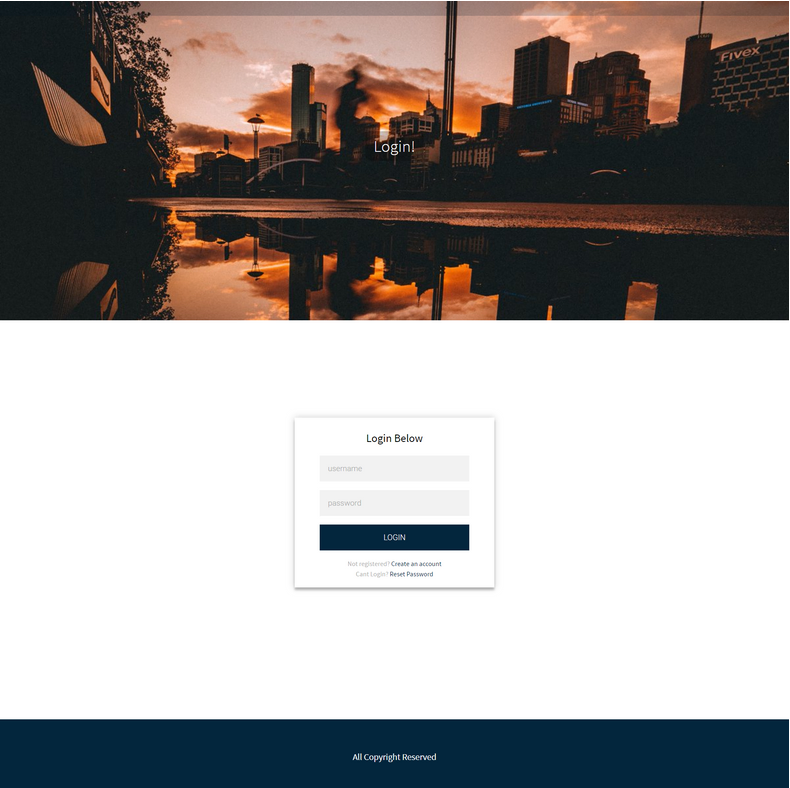 Fivex
Login!
Login Below
username
password
LOGIN
Not registered? Create an account
Cant Login? Reset Password
All Copyright Reserved